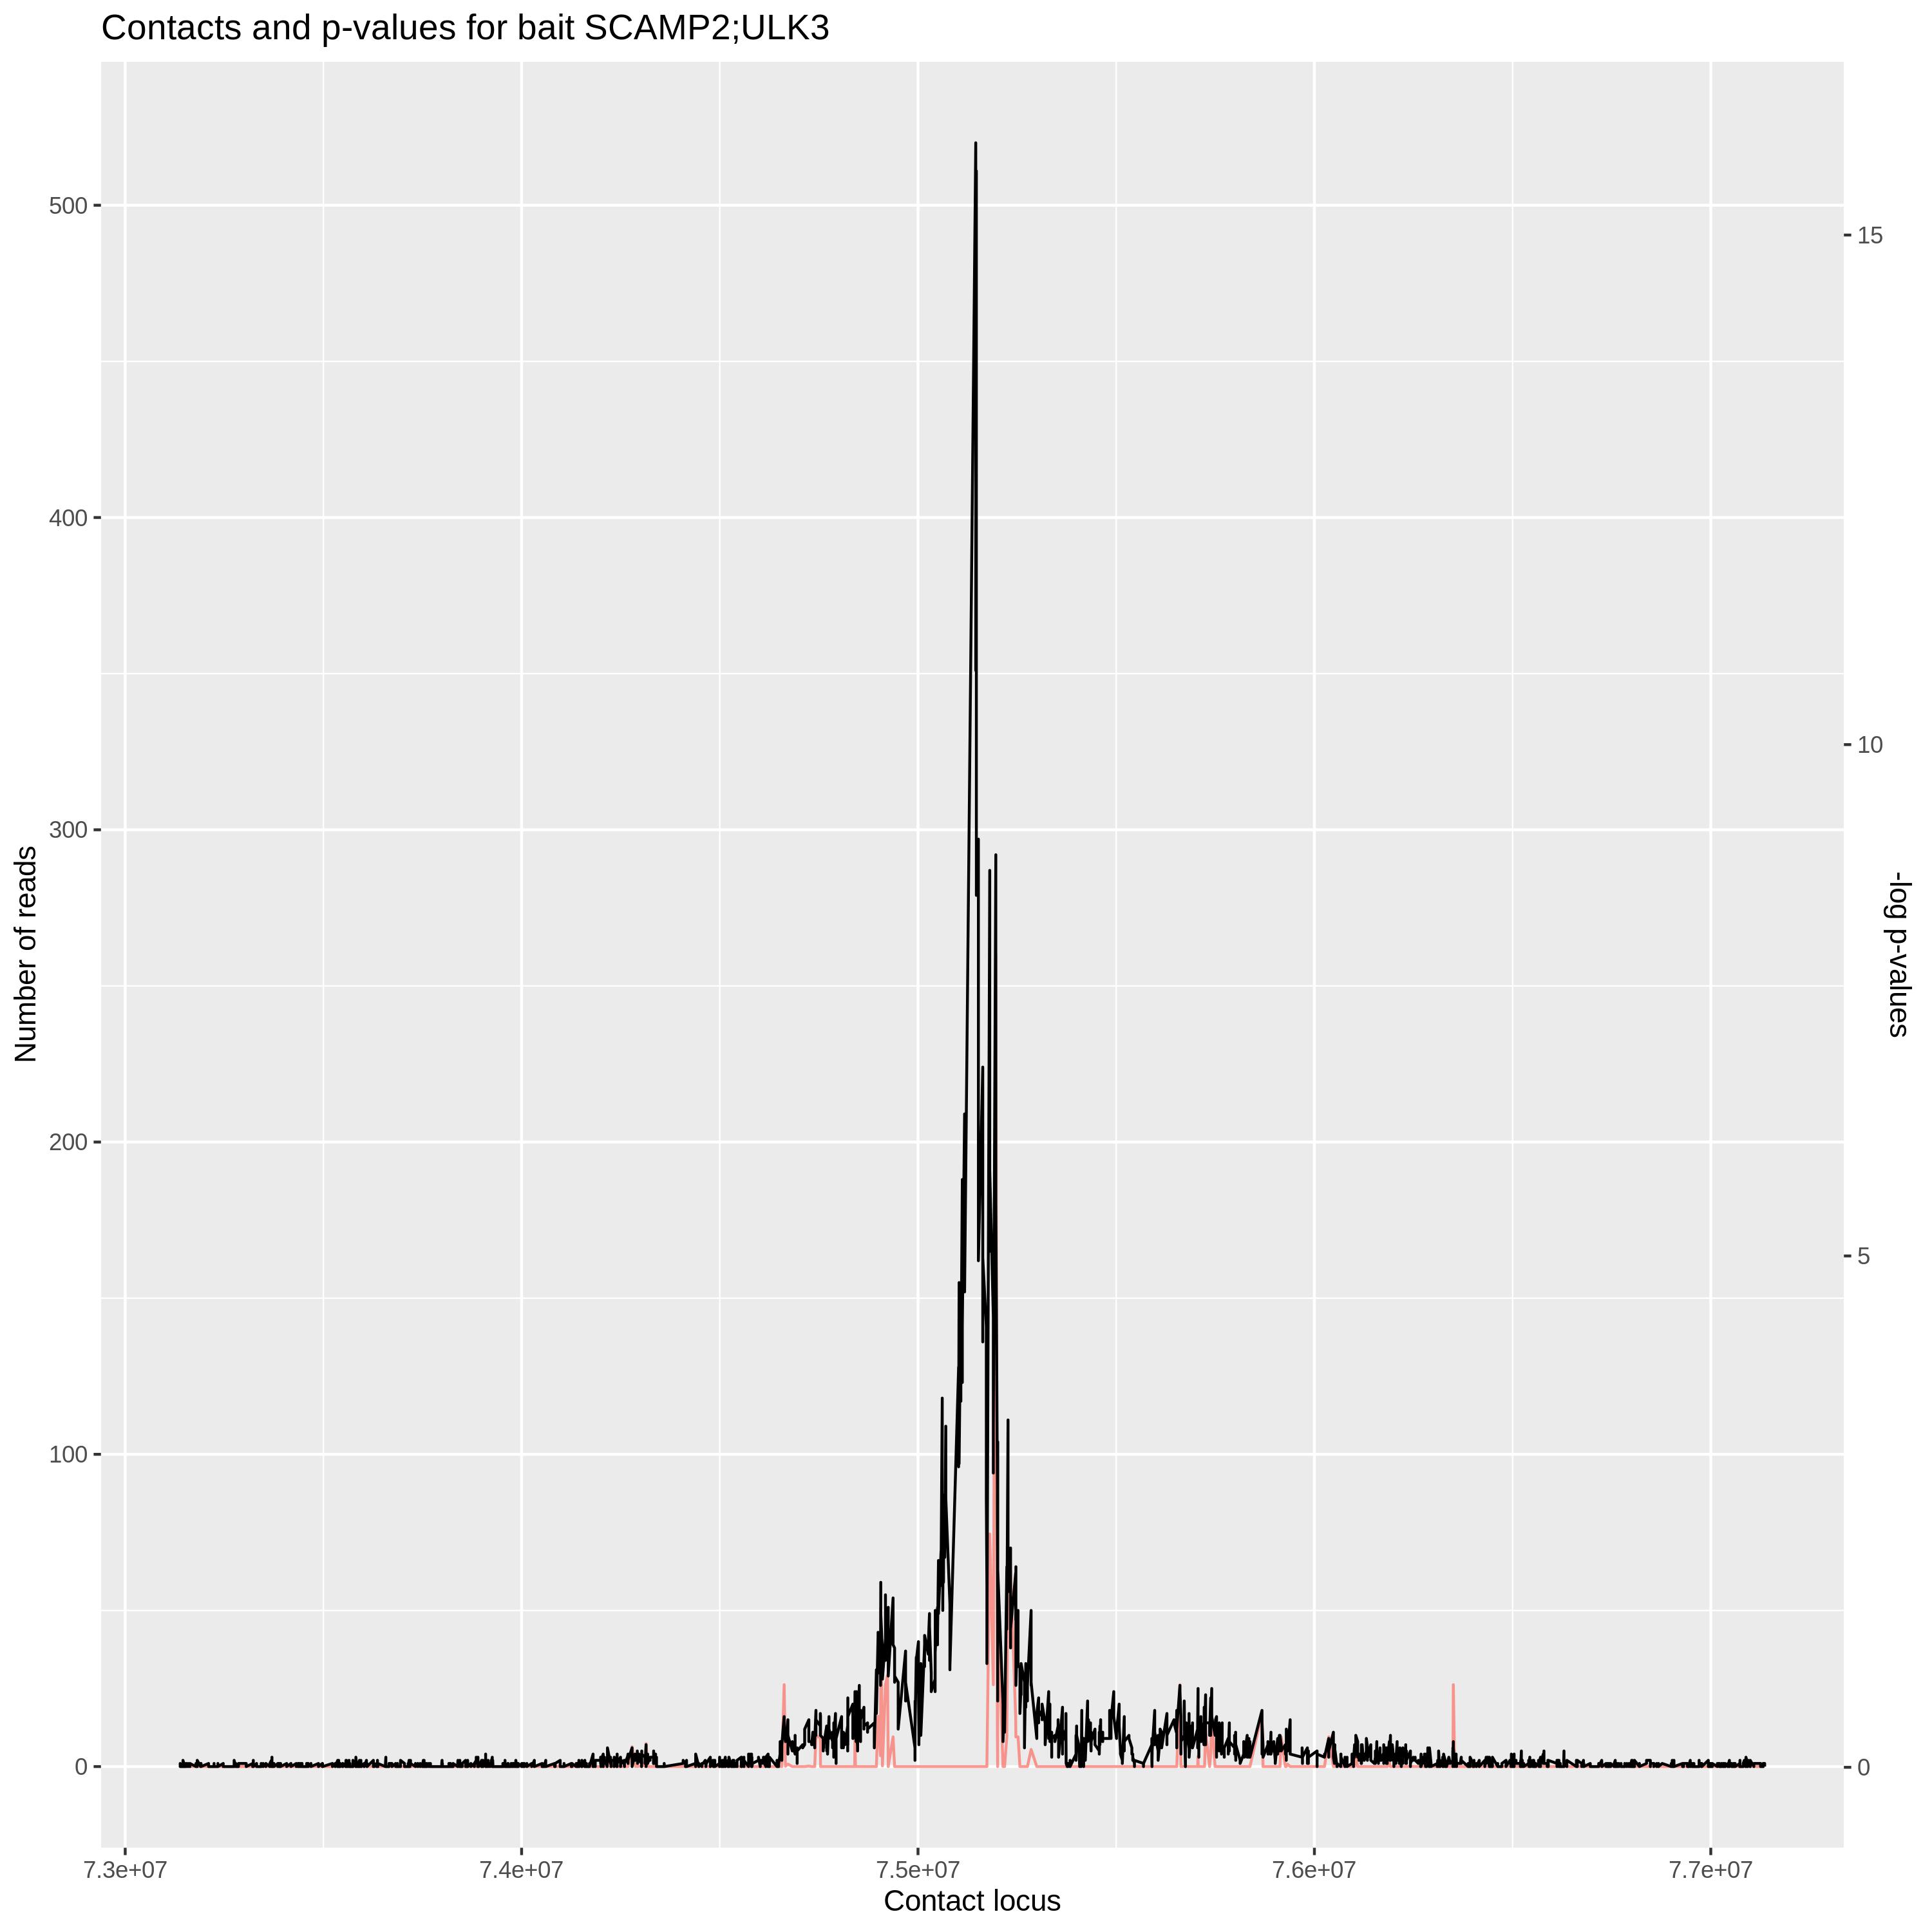 Contacts and p-values for bait SCAMP2;ULK3
500
400
300
200
100
0
Number of reads
15
10
5
0
-log p-values
7.3e+07
7.4e+07
7.5e+07
7.6e+07
7.7e+07
Contact locus